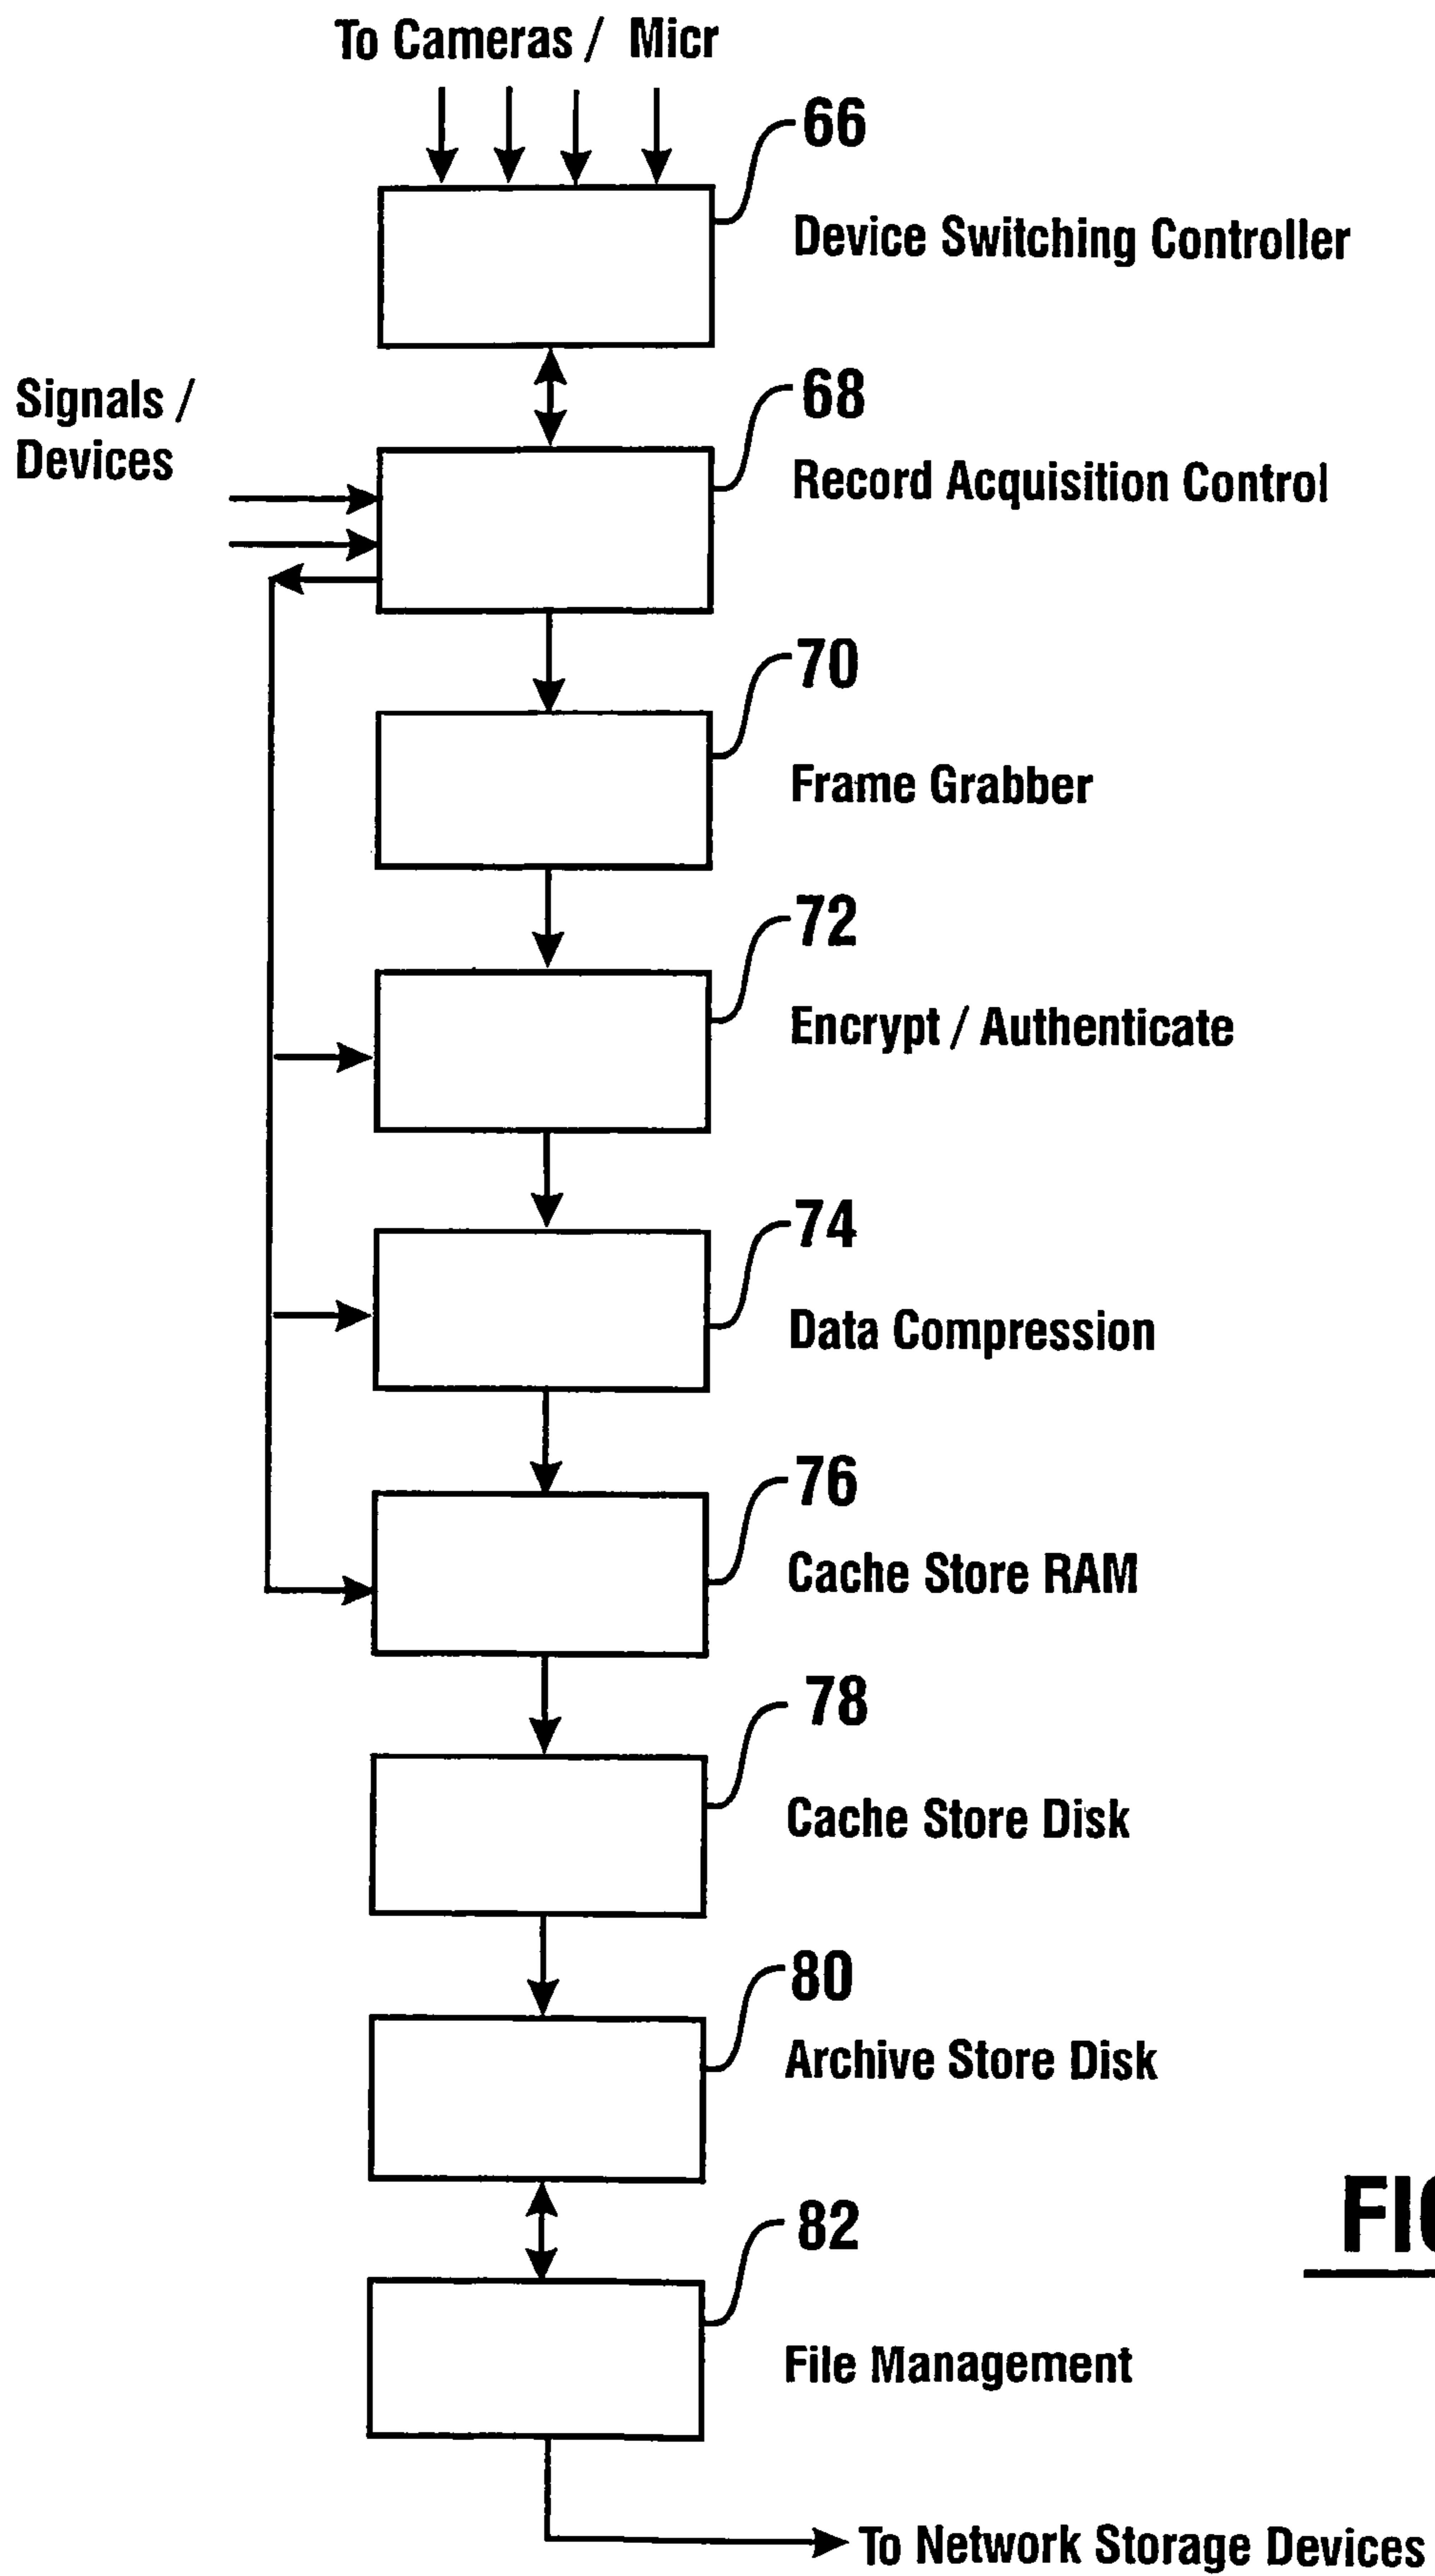 To Cameras / Micr
66
Device Switching Controller
Signals /
Devices
68
Record Acquisition Control
70
Frame Grabber
72
Encrypt / Authenticate
74
Data Compression
76
Cache Store RAM
78
Cache Store Disk
80
Archive Store Disk
82
File Management
To Network Storage Devices